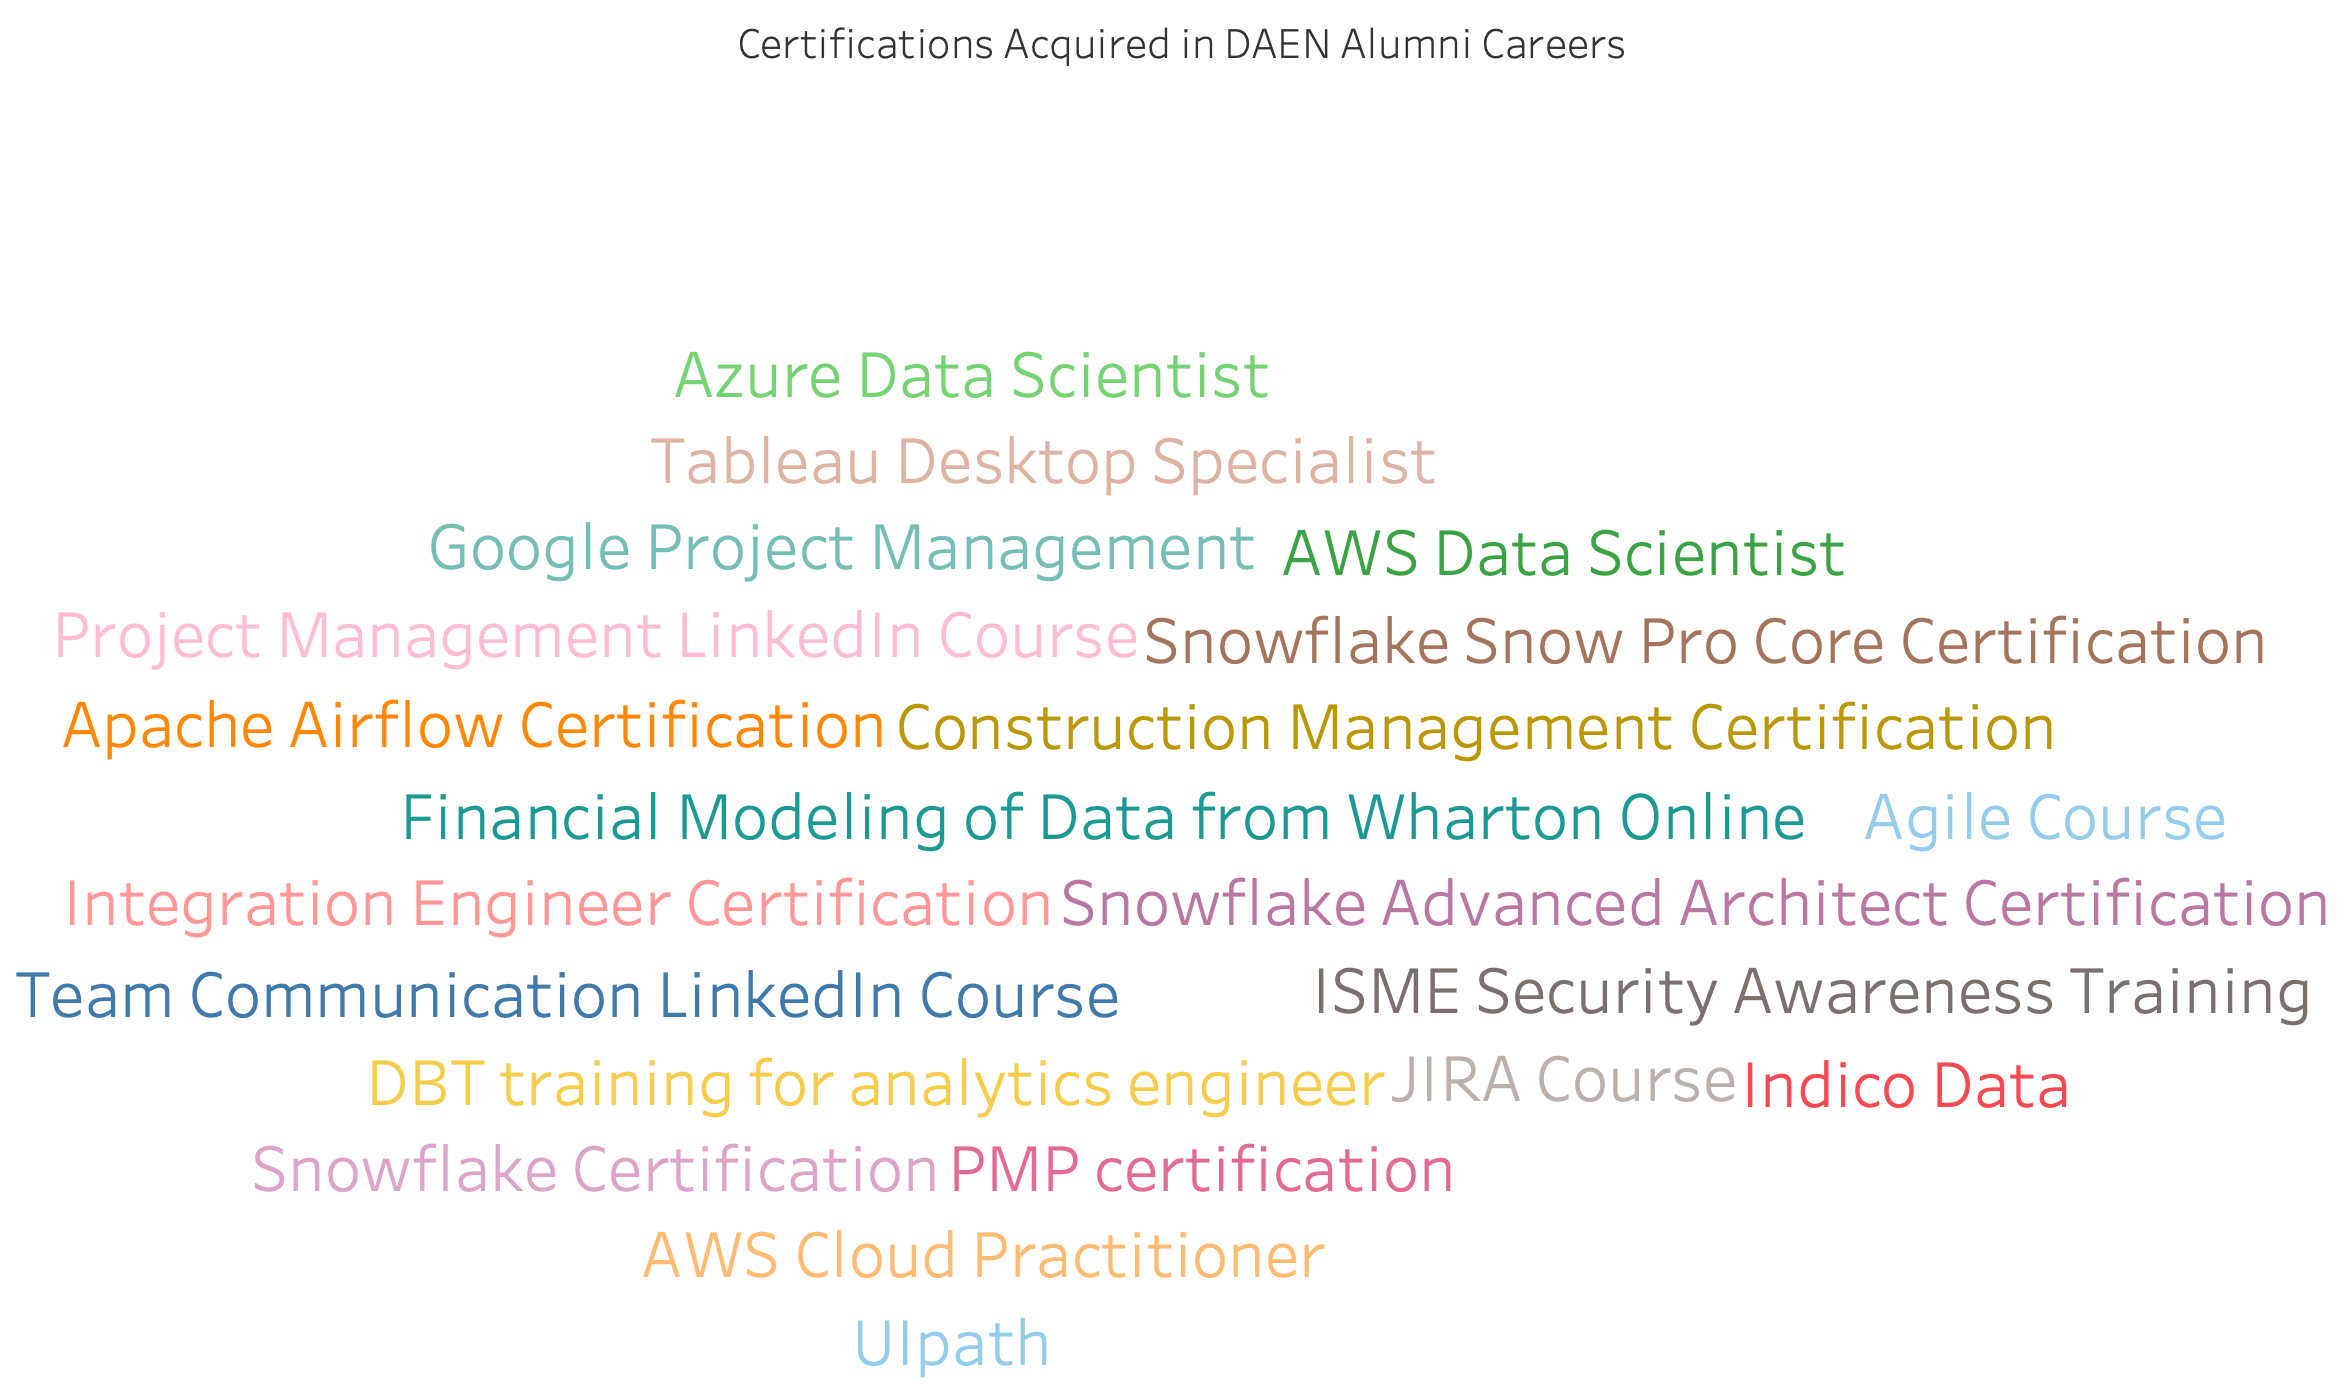 Certifications Acquired in DAEN Alumni Careers
Azure Data Scientist
Tableau Desktop Specialist
Google Project Management AWS Data Scientist
Project Management LinkedIn Course Snowflake Snow Pro Core Certification
Apache Airflow Certification Construction Management Certification
Financial Modeling of Data from Wharton Online Agile Course
Integration Engineer Certification Snowflake Advanced Architect Certification
Team Communication LinkedIn Course ISME Security Awareness Training
DBT training for analytics engineer JIRA Course Indico Data
Snowflake Certification PMP certification
AWS Cloud Practitioner
UIpath